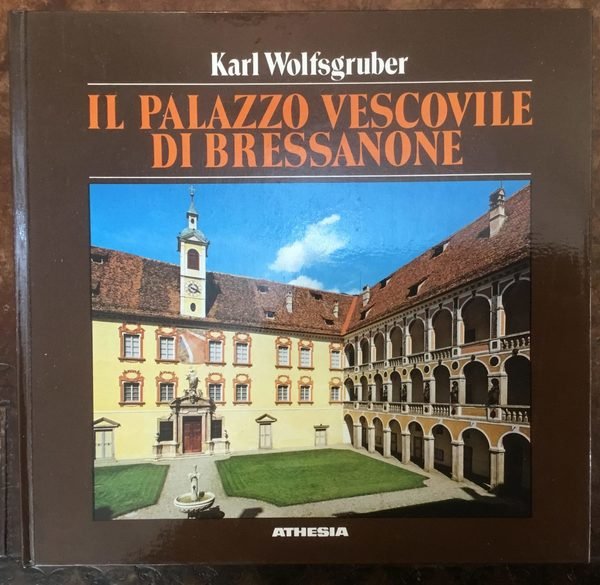 Karl Wolfsgruber
IL PALAZZO VESCOVILE
DI BRESSANONE
ATHESIA